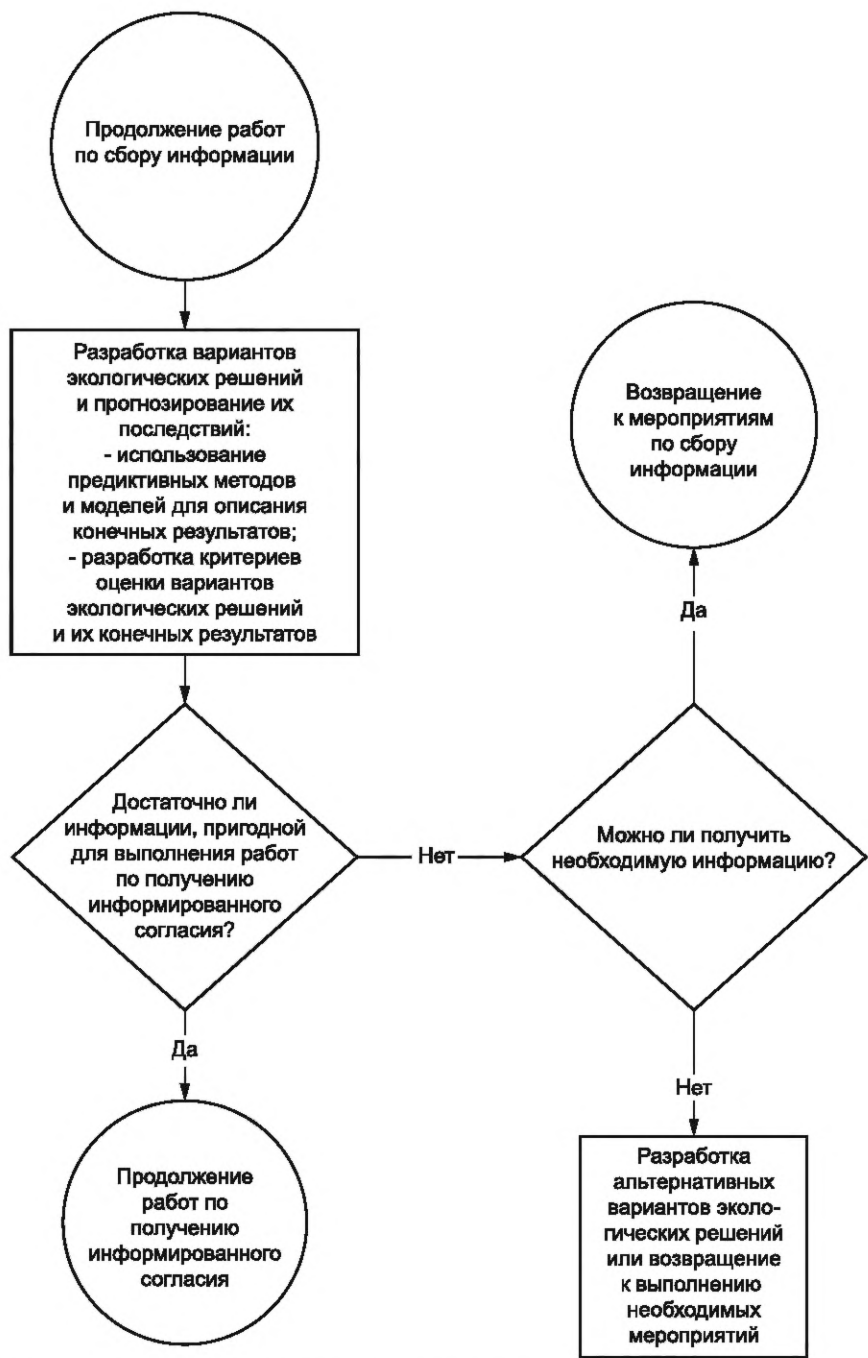 Продолжение работ
по сбору информации
Разработка вариантов
экологических решений
и прогнозирование их
последствий:
- использование
предиктивных методов
и моделей для описания
конечных результатов;
- разработка критериев
оценки вариантов
экологических решений
и их конечных результатов
Возвращение
к мероприятиям
по сбору
информации
Да
Достаточно ли
информации, пригодной
для выполнения работ
по получению
информированного
согласия?
Нет
Можно ли получить
необходимую информацию?
Да
Нет
Продолжение
работ по
получению
информированного
согласия
Разработка
альтернативных
вариантов эколо-
гических решений
или возвращение
к выполнению
необходимых
мероприятий